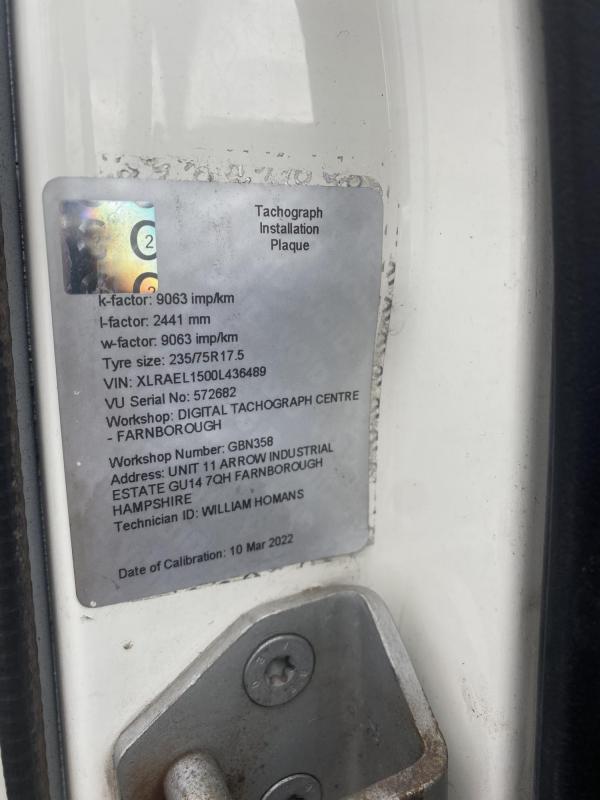 Tachograph
Installation
Plaque
2
2
k-factor: 9063 imp/km
l-factor: 2441 mm
w-factor: 9063 imp/km
Tyre size: 235/75R17.5
VIN: XLRAEL1500L436489
VU Serial No: 572682
Workshop: DIGITAL TACHOGRAPH CENTRE
- FARNBOROUGH
Workshop Number: GBN358
Address: UNIT 11 ARROW INDUSTRIAL
ESTATE GU14 7QH FARNBOROUGH
HAMPSHIRE
Technician ID: WILLIAM HOMANS
Date of Calibration: 10 Mar 2022